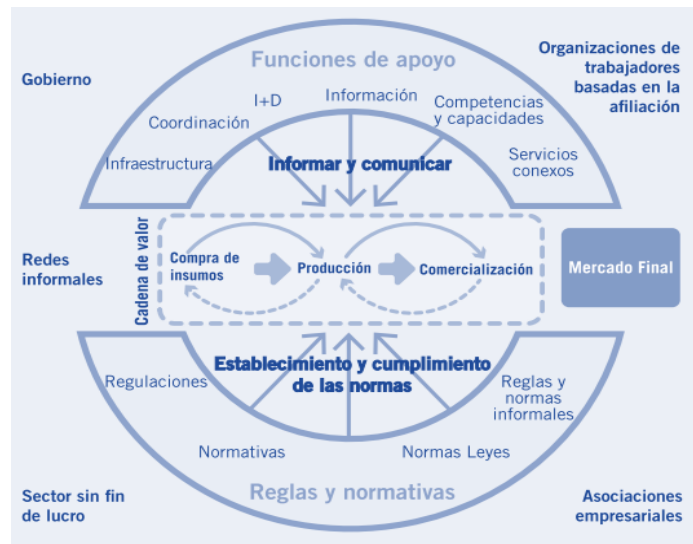 Gobierno
Funciones de apoyo
Organizaciones de
trabajadores
basadas en la
afiliación
I+D
Información
Coordinación
Competencias
y capacidades
Infraestructura
Informar y comunicar
Servicios
conexos
Redes
informales
Cadena de valor
Compra de
insumos
Producción
Comercialización
Mercado Final
Establecimiento y cumplimiento
de las normas
Regulaciones
Reglas y
normas
informales
Normativas
Normas Leyes
Reglas y normativas
Sector sin fin
de lucro
Asociaciones
empresariales